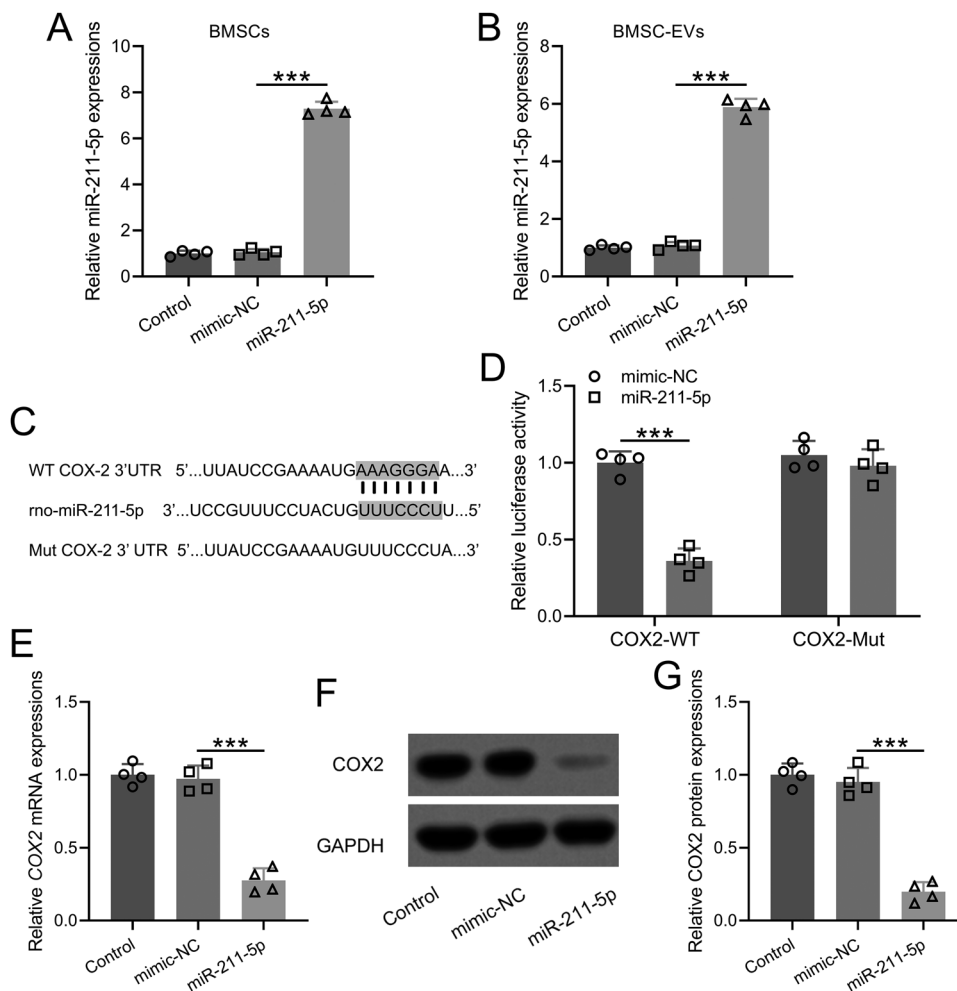 A
BMSCs
Relative miR-211-5p expressions
10
8
6
4
2
0
***
Control
mimic-NC
miR-211-5p
B
BMSC-EVs
Relative miR-211-5p expressions
8
6
4
2
0
***
Control
mimic-NC
miR-211-5p
C
WT COX-2 3'UTR 5'...UUAUCCGAAAAUGAAAGGGAA...3'
rno-miR-211-5p 3'...UCCGUUUCCUACUGUUUCCCUU...5'
Mut COX-2 3' UTR 5'...UUAUCCGAAAAUGUUUCCCUA...3'
D
mimic-NC
miR-211-5p
Relative luciferase activity
1.5
1.0
0.5
0.0
***
COX2-WT
COX2-Mut
E
Relative COX2 mRNA expressions
1.5
1.0
0.5
0.0
***
Control
mimic-NC
miR-211-5p
F
COX2
GAPDH
Control
mimic-NC
miR-211-5p
G
Relative COX2 protein expressions
1.5
1.0
0.5
0.0
***
Control
mimic-NC
miR-211-5p